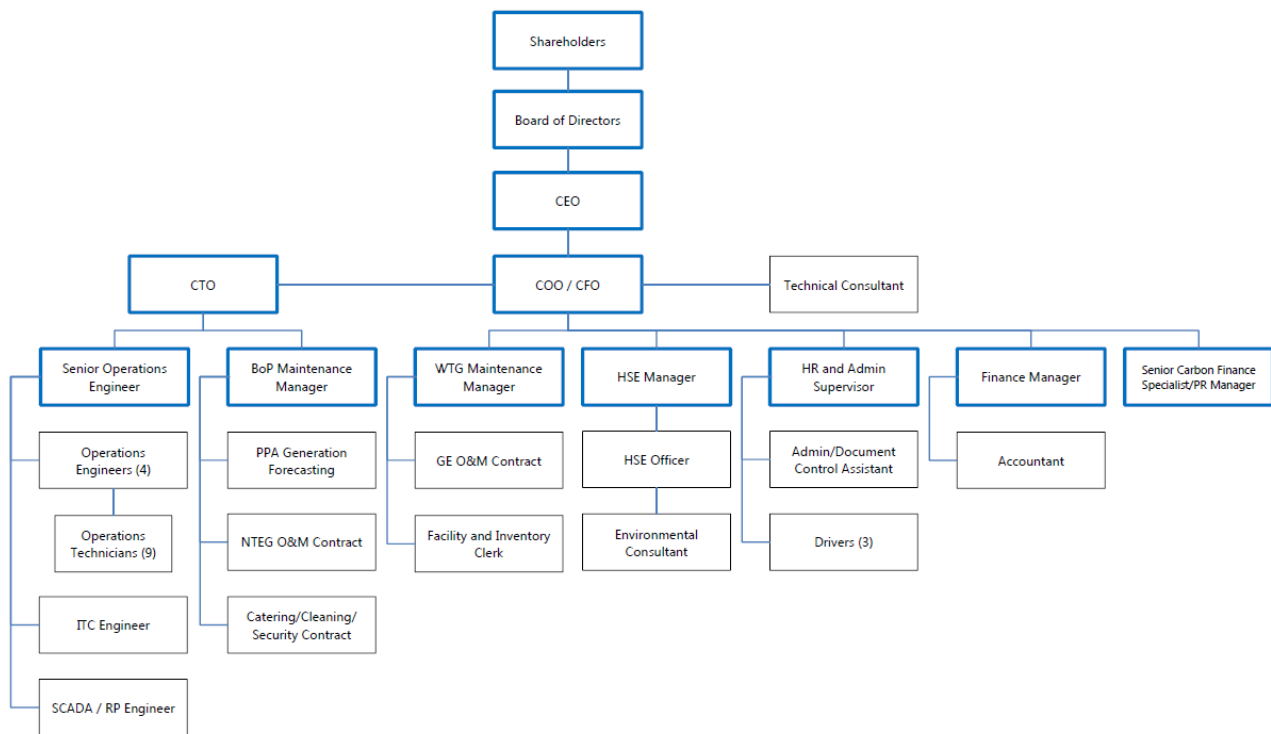 Shareholders
Board of Directors
CEO
CTO
COO / CFO
Technical Consultant
Senior Operations
Engineer
BoP Maintenance
Manager
WTG Maintenance
Manager
HSE Manager
HR and Admin
Supervisor
Finance Manager
Senior Carbon Finance
Specialist/PR Manager
Operations
Engineers (4)
PPA Generation
Forecasting
GE O&M Contract
HSE Officer
Admin/Document
Control Assistant
Accountant
Operations
Technicians (9)
NTEG O&M Contract
Facility and Inventory
Clerk
Environmental
Consultant
Drivers (3)
ITC Engineer
Catering/Cleaning/
Security Contract
SCADA / RP Engineer